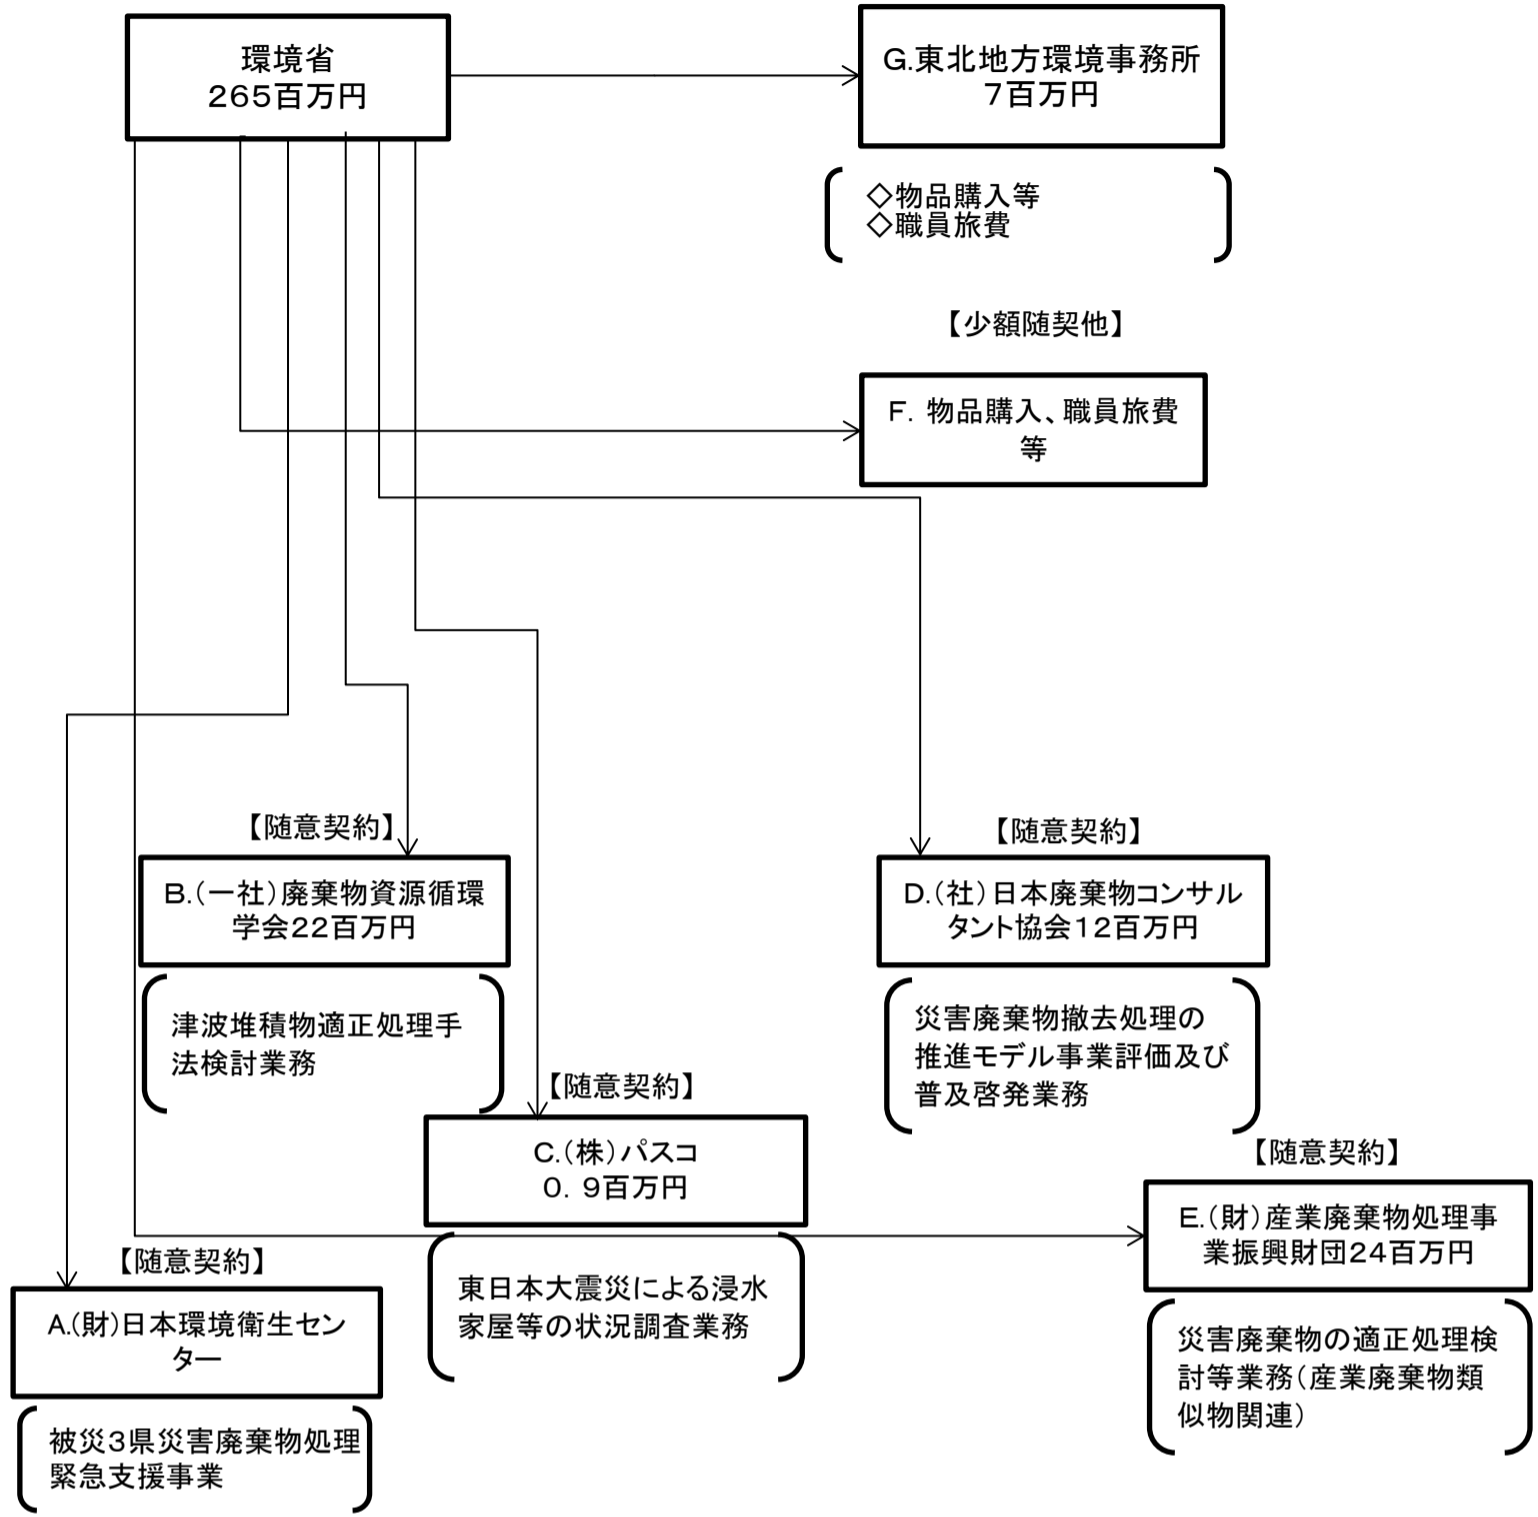 環境省
265百万円
G.東北地方環境事務所
7百万円
◇物品購入等
◇職員旅費
【少額随契他】
F. 物品購入、職員旅費
等
【随意契約】
B.(一社)廃棄物資源循環
学会22百万円
津波堆積物適正処理手
法検討業務
【随意契約】
D.(社)日本廃棄物コンサル
タント協会12百万円
災害廃棄物撤去処理の
推進モデル事業評価及び
普及啓発業務
【随意契約】
C.(株)パスコ
0. 9百万円
東日本大震災による浸水
家屋等の状況調査業務
【随意契約】
E.(財)産業廃棄物処理事
業振興財団24百万円
災害廃棄物の適正処理検
討等業務(産業廃棄物類
似物関連)
【随意契約】
A.(財)日本環境衛生セン
ター
被災3県災害廃棄物処理
緊急支援事業